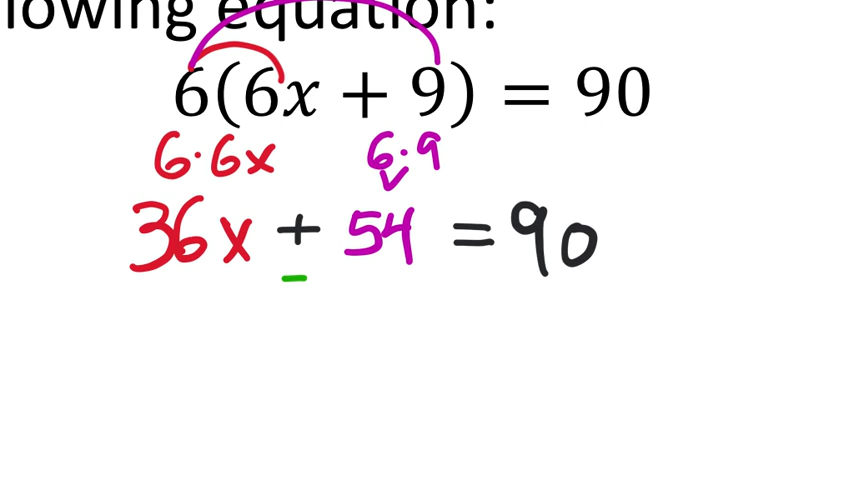 lowing equation:
6(6x + 9) = 90
6·6x 6·9
36x + 54 = 90
−